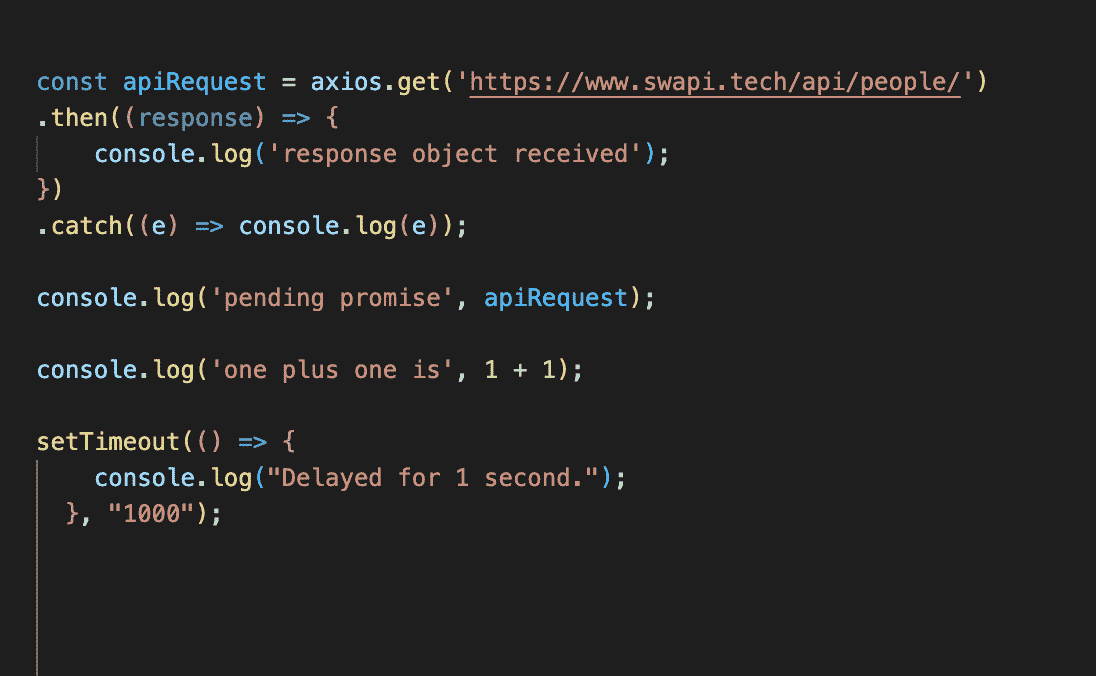 const apiRequest = axios.get('https://www.swapi.tech/api/people/')
.then((response) => {
    console.log('response object received');
})
.catch((e) => console.log(e));
console.log('pending promise', apiRequest);
console.log('one plus one is', 1 + 1);
setTimeout(() => {
    console.log("Delayed for 1 second.");
  }, "1000");